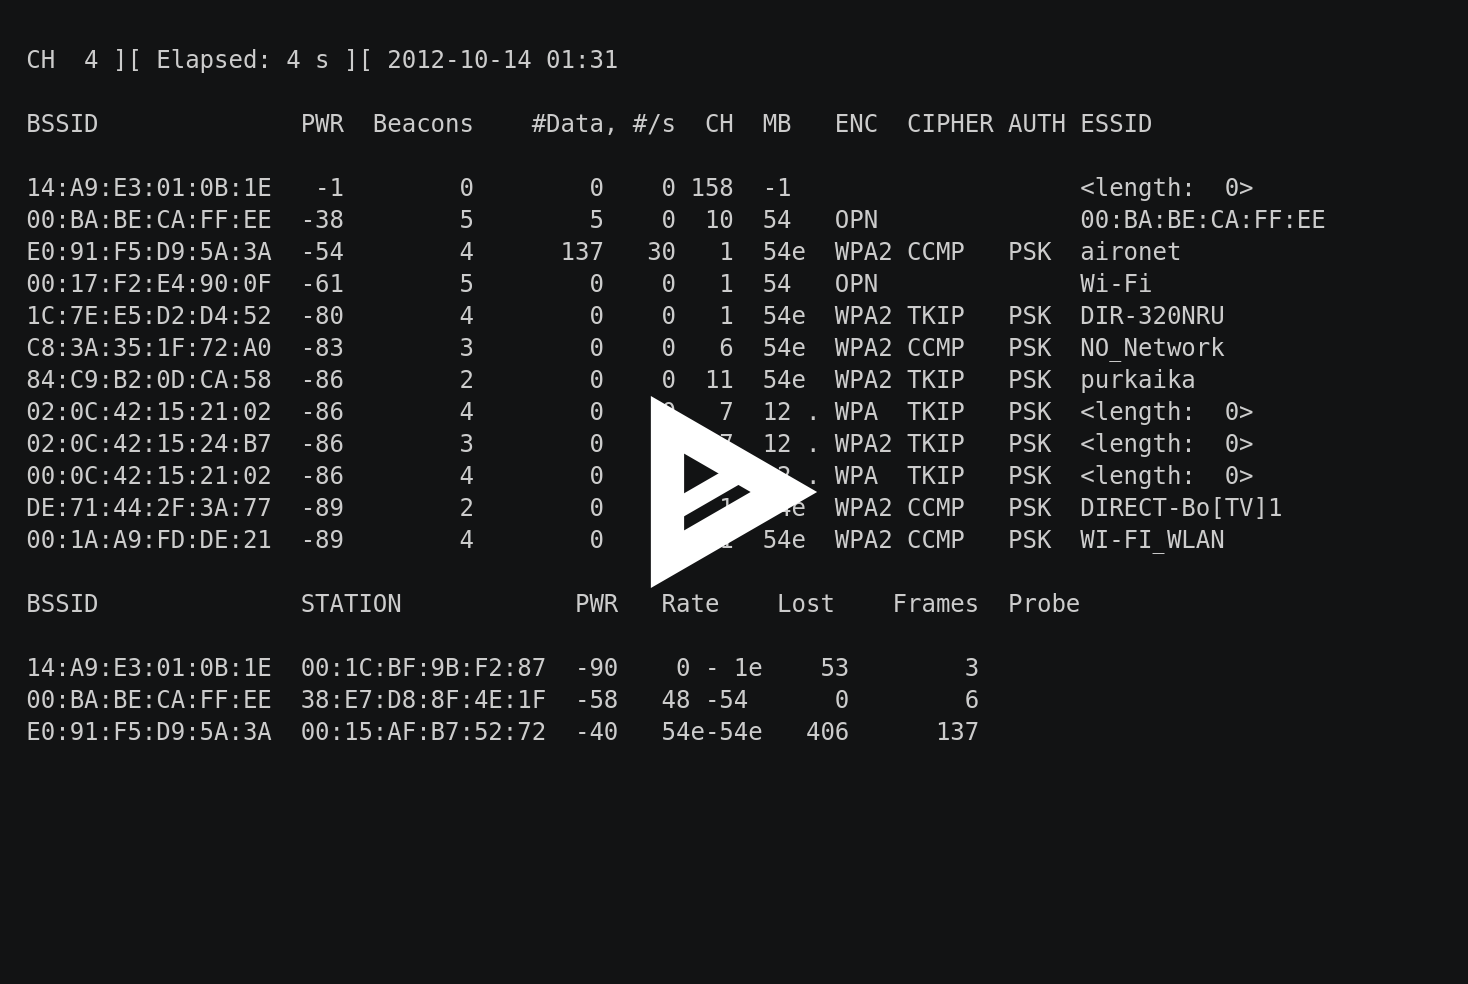 CH  4 ][ Elapsed: 4 s ][ 2012-10-14 01:31
BSSID              PWR  Beacons    #Data, #/s  CH  MB   ENC  CIPHER AUTH ESSID
14:A9:E3:01:0B:1E   -1        0        0    0 158  -1                    <length:  0>
00:BA:BE:CA:FF:EE  -38        5        5    0  10  54   OPN              00:BA:BE:CA:FF:EE
E0:91:F5:D9:5A:3A  -54        4      137   30   1  54e  WPA2 CCMP   PSK  aironet
00:17:F2:E4:90:0F  -61        5        0    0   1  54   OPN              Wi-Fi
1C:7E:E5:D2:D4:52  -80        4        0    0   1  54e  WPA2 TKIP   PSK  DIR-320NRU
C8:3A:35:1F:72:A0  -83        3        0    0   6  54e  WPA2 CCMP   PSK  NO_Network
84:C9:B2:0D:CA:58  -86        2        0    0  11  54e  WPA2 TKIP   PSK  purkaika
02:0C:42:15:21:02  -86        4        0        7  12 . WPA  TKIP   PSK  <length:  0>
02:0C:42:15:24:B7  -86        3        0           12 . WPA2 TKIP   PSK  <length:  0>
00:0C:42:15:21:02  -86        4        0              . WPA  TKIP   PSK  <length:  0>
DE:71:44:2F:3A:77  -89        2        0                WPA2 CCMP   PSK  DIRECT-Bo[TV]1
00:1A:A9:FD:DE:21  -89        4        0           54e  WPA2 CCMP   PSK  WI-FI_WLAN
BSSID              STATION            PWR   Rate    Lost    Frames  Probe
14:A9:E3:01:0B:1E  00:1C:BF:9B:F2:87  -90    0 - 1e    53        3
00:BA:BE:CA:FF:EE  38:E7:D8:8F:4E:1F  -58   48 -54      0        6
E0:91:F5:D9:5A:3A  00:15:AF:B7:52:72  -40   54e-54e   406      137